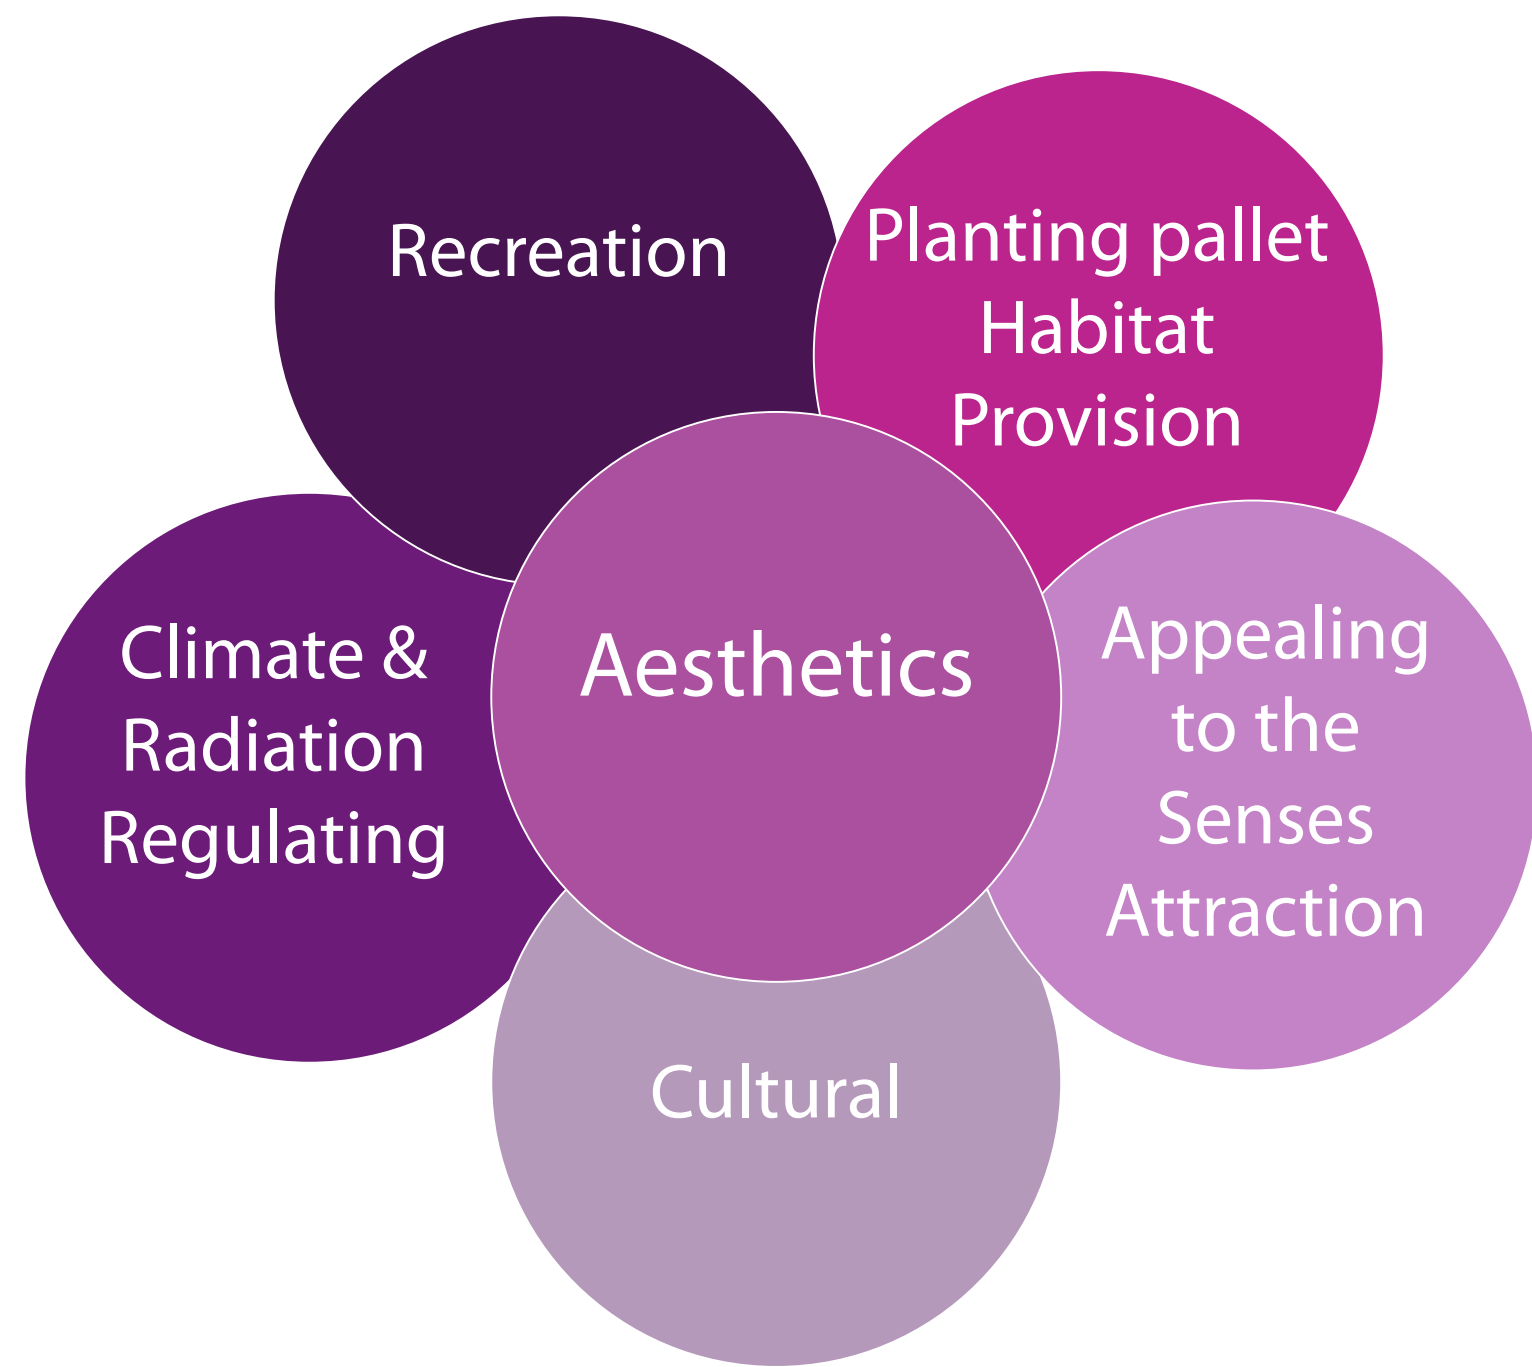 Recreation
Planting pallet
Habitat
Provision
Climate &
Radiation
Regulating
Aesthetics
Appealing
to the
Senses
Attraction
Cultural